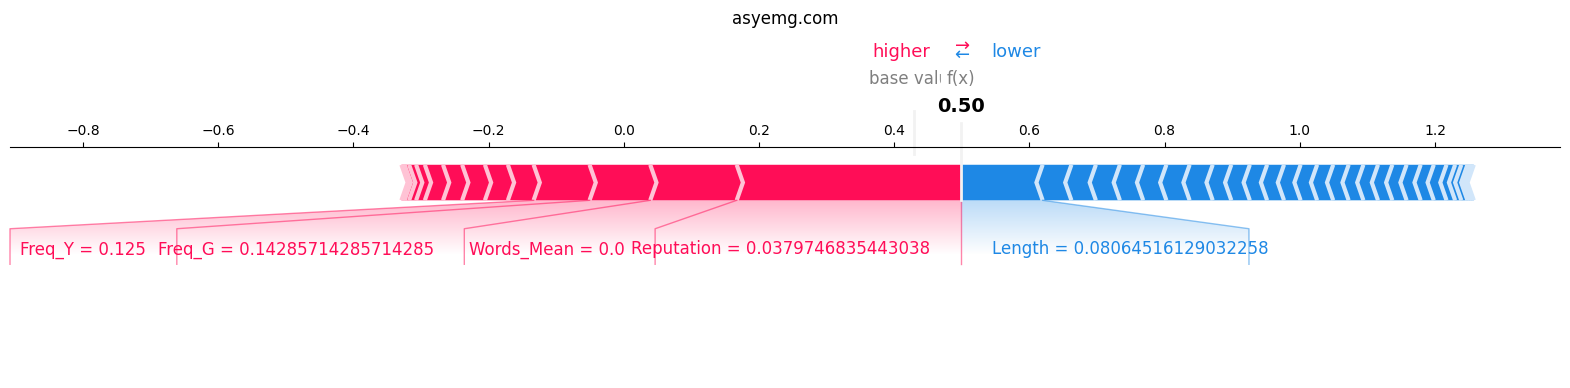 asyemg.com
higher ⇄ lower
base val f(x)
0.50
−0.8 −0.6 −0.4 −0.2 0.0 0.2 0.4 0.6 0.8 1.0 1.2
Freq_Y = 0.125 Freq_G = 0.14285714285714285 Words_Mean = 0.0 Reputation = 0.0379746835443038 Length = 0.08064516129032258